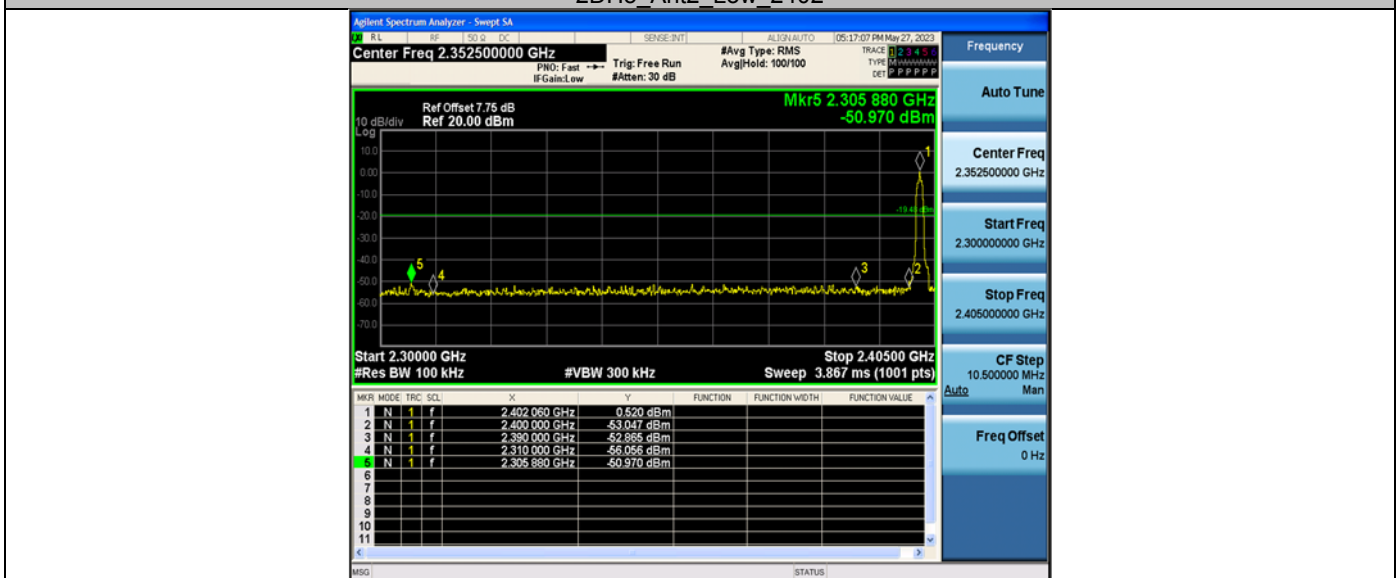 2DH5_Ant2_Low_2402
Agilent Spectrum Analyzer - Swept SA
RL RF 50 Ω DC SENSE:INT ALIGN AUTO 05:17:07 PM May 27, 2023
Center Freq 2.352500000 GHz #Avg Type: RMS TRACE 1 2 3 4 5 6
PNO: Fast Trig: Free Run Avg|Hold: 100/100 TYPE M
IFGain:Low #Atten: 30 dB DET P P P P P P
Ref Offset 7.75 dB Mkr5 2.305 880 GHz
10 dB/div Ref 20.00 dBm -50.970 dBm
Log
10.0
0.00
-10.0
-20.0
-30.0
-40.0
-50.0
-60.0
-70.0
1
5
4
3
2
Start 2.30000 GHz Stop 2.40500 GHz
#Res BW 100 kHz #VBW 300 kHz Sweep 3.867 ms (1001 pts)
MKR MODE TRC SCL X Y FUNCTION FUNCTION WIDTH FUNCTION VALUE
1 N 1 f 2.402 060 GHz 0.520 dBm
2 N 1 f 2.400 000 GHz -53.047 dBm
3 N 1 f 2.390 000 GHz -52.865 dBm
4 N 1 f 2.310 000 GHz -56.056 dBm
5 N 1 f 2.305 880 GHz -50.970 dBm
6
7
8
9
10
11
MSG STATUS
Frequency
Auto Tune
Center Freq
2.352500000 GHz
Start Freq
2.300000000 GHz
Stop Freq
2.405000000 GHz
CF Step
10.500000 MHz
Auto Man
Freq Offset
0 Hz